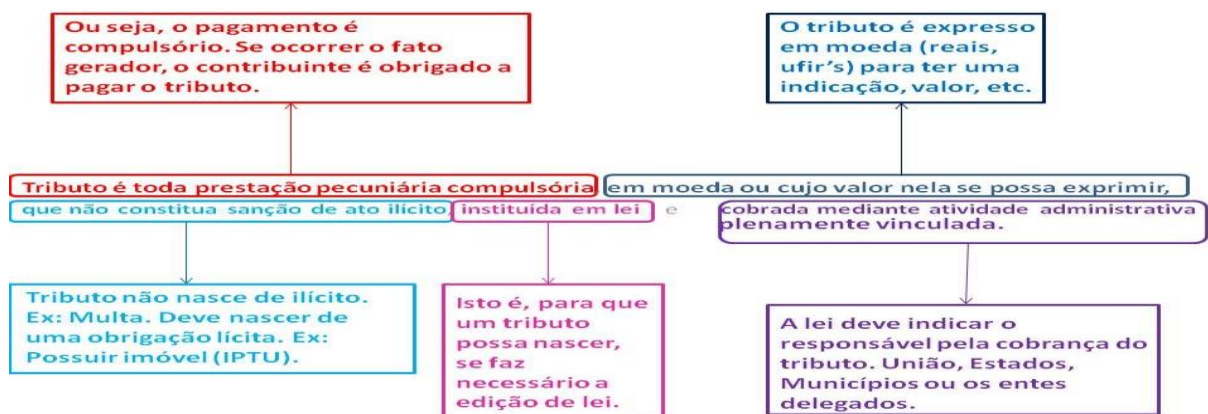 Ou seja, o pagamento é
compulsório. Se ocorrer o fato
gerador, o contribuinte é obrigado a
pagar o tributo.
O tributo é expresso
em moeda (reais,
ufir's) para ter uma
indicação, valor, etc.
Tributo é toda prestação pecuniária compulsória, em moeda ou cujo valor nela se possa exprimir,
que não constitua sanção de ato ilícito, instituída em lei e cobrada mediante atividade administrativa
plenamente vinculada.
Tributo não nasce de ilícito.
Ex: Multa. Deve nascer de
uma obrigação lícita. Ex:
Possuir imóvel (IPTU).
Isto é, para que
um tributo
possa nascer,
se faz
necessário a
edição de lei.
A lei deve indicar o
responsável pela cobrança do
tributo. União, Estados,
Municípios ou os entes
delegados.